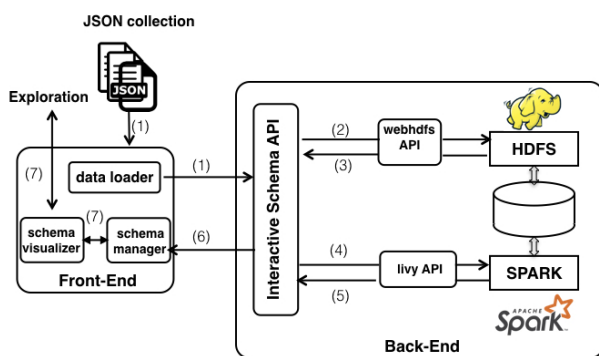 JSON collection
JSON
Exploration
(1)
(7)
data loader
(1)
schema
visualizer
(7)
schema
manager
(6)
Front-End
Interactive Schema API
(2)
(3)
webhdfs
API
HDFS
(4)
(5)
livy API
SPARK
APACHE
Spark
Back-End